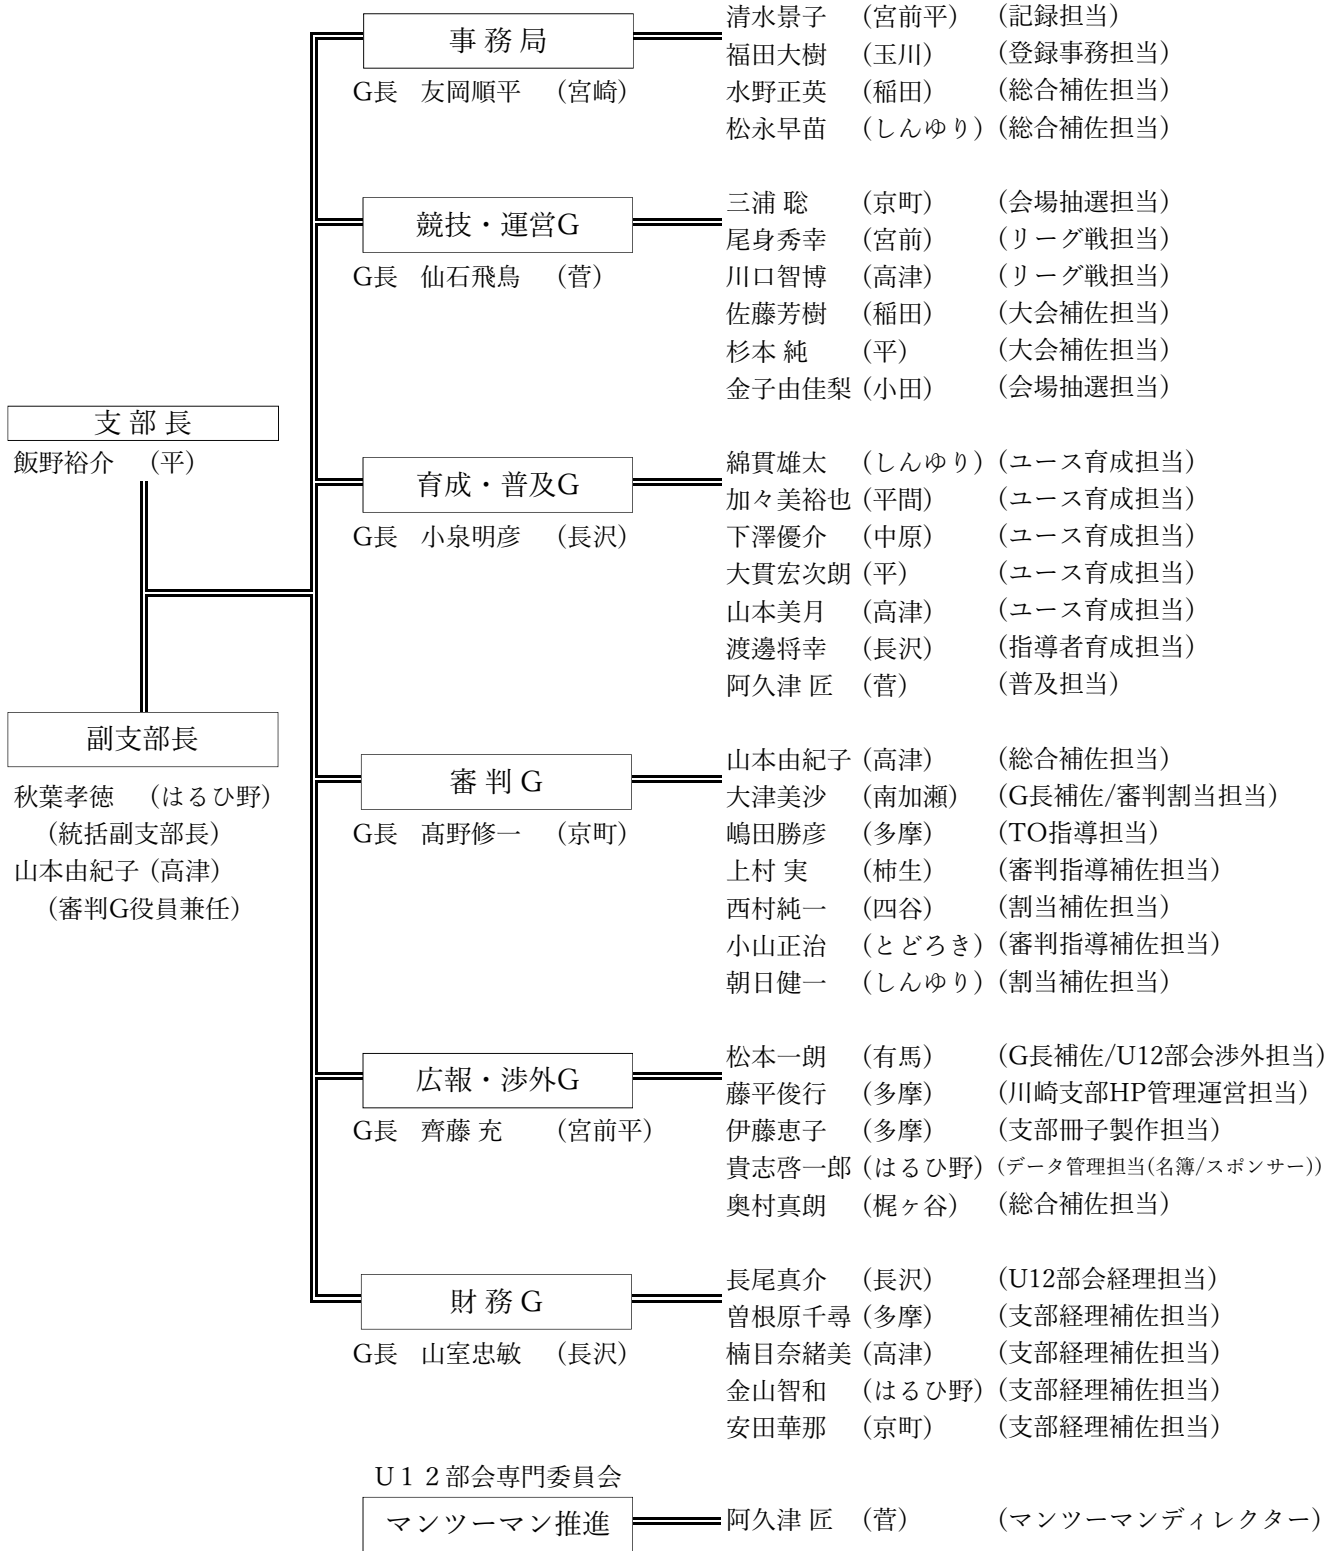 支 部 長
飯野裕介 (平)
副支部長
秋葉孝徳 (はるひ野)
(統括副支部長)
山本由紀子 (高津)
(審判G役員兼任)
事 務 局
G長 友岡順平 (宮崎)
清水景子 (宮前平) (記録担当)
福田大樹 (玉川) (登録事務担当)
水野正英 (稲田) (総合補佐担当)
松永早苗 (しんゆり) (総合補佐担当)
競技・運営G
G長 仙石飛鳥 (菅)
三浦 聡 (京町) (会場抽選担当)
尾身秀幸 (宮前) (リーグ戦担当)
川口智博 (高津) (リーグ戦担当)
佐藤芳樹 (稲田) (大会補佐担当)
杉本 純 (平) (大会補佐担当)
金子由佳梨 (小田) (会場抽選担当)
育成・普及G
G長 小泉明彦 (長沢)
綿貫雄太 (しんゆり) (ユース育成担当)
加々美裕也 (平間) (ユース育成担当)
下澤優介 (中原) (ユース育成担当)
大貫宏次朗 (平) (ユース育成担当)
山本美月 (高津) (ユース育成担当)
渡邊将幸 (長沢) (指導者育成担当)
阿久津 匠 (菅) (普及担当)
審 判 G
G長 髙野修一 (京町)
山本由紀子 (高津) (総合補佐担当)
大津美沙 (南加瀬) (G長補佐/審判割当担当)
嶋田勝彦 (多摩) (TO指導担当)
上村 実 (柿生) (審判指導補佐担当)
西村純一 (四谷) (割当補佐担当)
小山正治 (とどろき) (審判指導補佐担当)
朝日健一 (しんゆり) (割当補佐担当)
広報・渉外G
G長 齊藤 充 (宮前平)
松本一朗 (有馬) (G長補佐/U12部会渉外担当)
藤平俊行 (多摩) (川崎支部HP管理運営担当)
伊藤恵子 (多摩) (支部冊子製作担当)
貴志啓一郎 (はるひ野) (データ管理担当(名簿/スポンサー))
奥村真朗 (梶ヶ谷) (総合補佐担当)
財 務 G
G長 山室忠敏 (長沢)
長尾真介 (長沢) (U12部会経理担当)
曽根原千尋 (多摩) (支部経理補佐担当)
楠目奈緒美 (高津) (支部経理補佐担当)
金山智和 (はるひ野) (支部経理補佐担当)
安田華那 (京町) (支部経理補佐担当)
U１２部会専門委員会
マンツーマン推進
阿久津 匠 (菅) (マンツーマンディレクター)